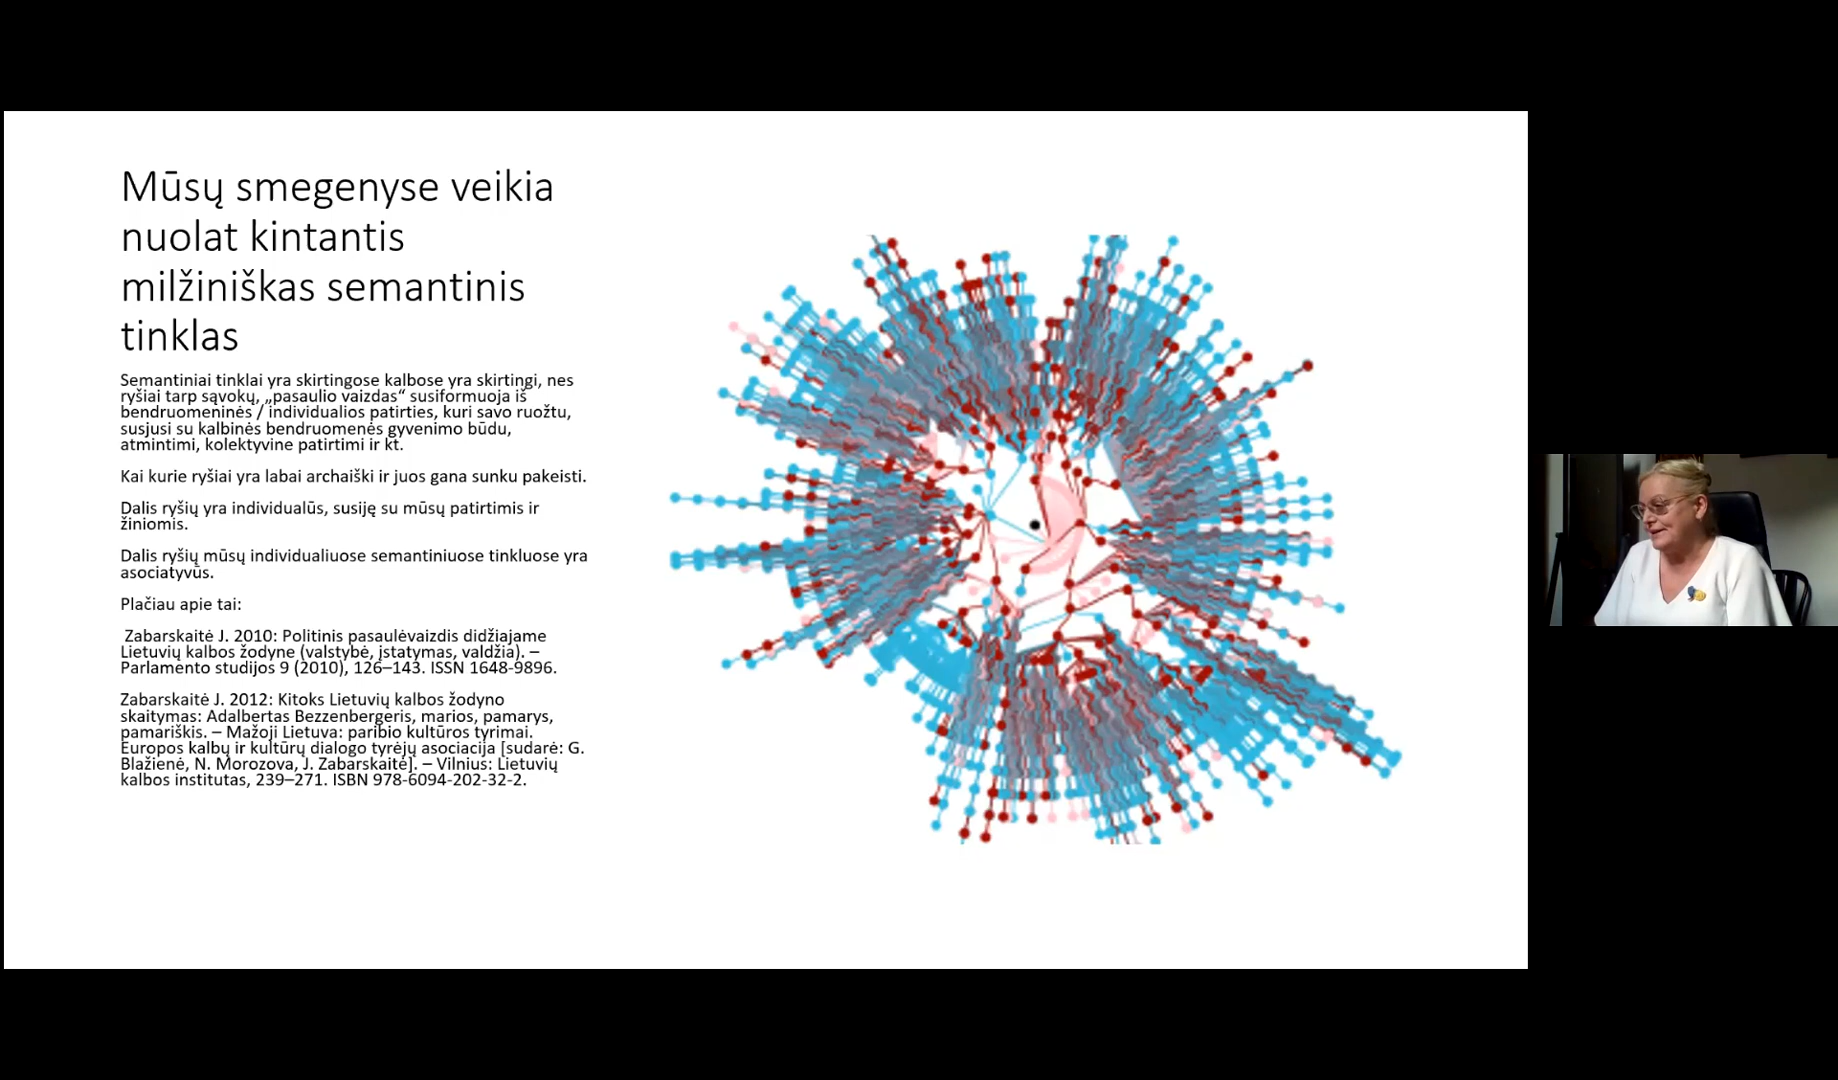 Mūsų smegenyse veikia
nuolat kintantis
milžiniškas semantinis
tinklas
Semantiniai tinklai yra skirtingose kalbose yra skirtingi, nes
ryšiai tarp sąvokų, „pasaulio vaizdas“ susiformuoja iš
bendruomeninės / individualios patirties, kuri savo ruožtu,
susjusi su kalbinės bendruomenės gyvenimo būdu,
atmintimi, kolektyvine patirtimi ir kt.
Kai kurie ryšiai yra labai archaiški ir juos gana sunku pakeisti.
Dalis ryšių yra individualūs, susiję su mūsų patirtimis ir
žiniomis.
Dalis ryšių mūsų individualiuose semantiniuose tinkluose yra
asociatyvūs.
Plačiau apie tai:
Zabarskaitė J. 2010: Politinis pasaulėvaizdis didžiajame
Lietuvių kalbos žodyne (valstybė, įstatymas, valdžia). –
Parlamento studijos 9 (2010), 126–143. ISSN 1648-9896.
Zabarskaitė J. 2012: Kitoks Lietuvių kalbos žodyno
skaitymas: Adalbertas Bezzenbergeris, marios, pamarys,
pamariškis. – Mažoji Lietuva: paribio kultūros tyrimai.
Europos kalbų ir kultūrų dialogo tyrėjų asociacija [sudarė: G.
Blažienė, N. Morozova, J. Zabarskaitė]. – Vilnius: Lietuvių
kalbos institutas, 239–271. ISBN 978-6094-202-32-2.